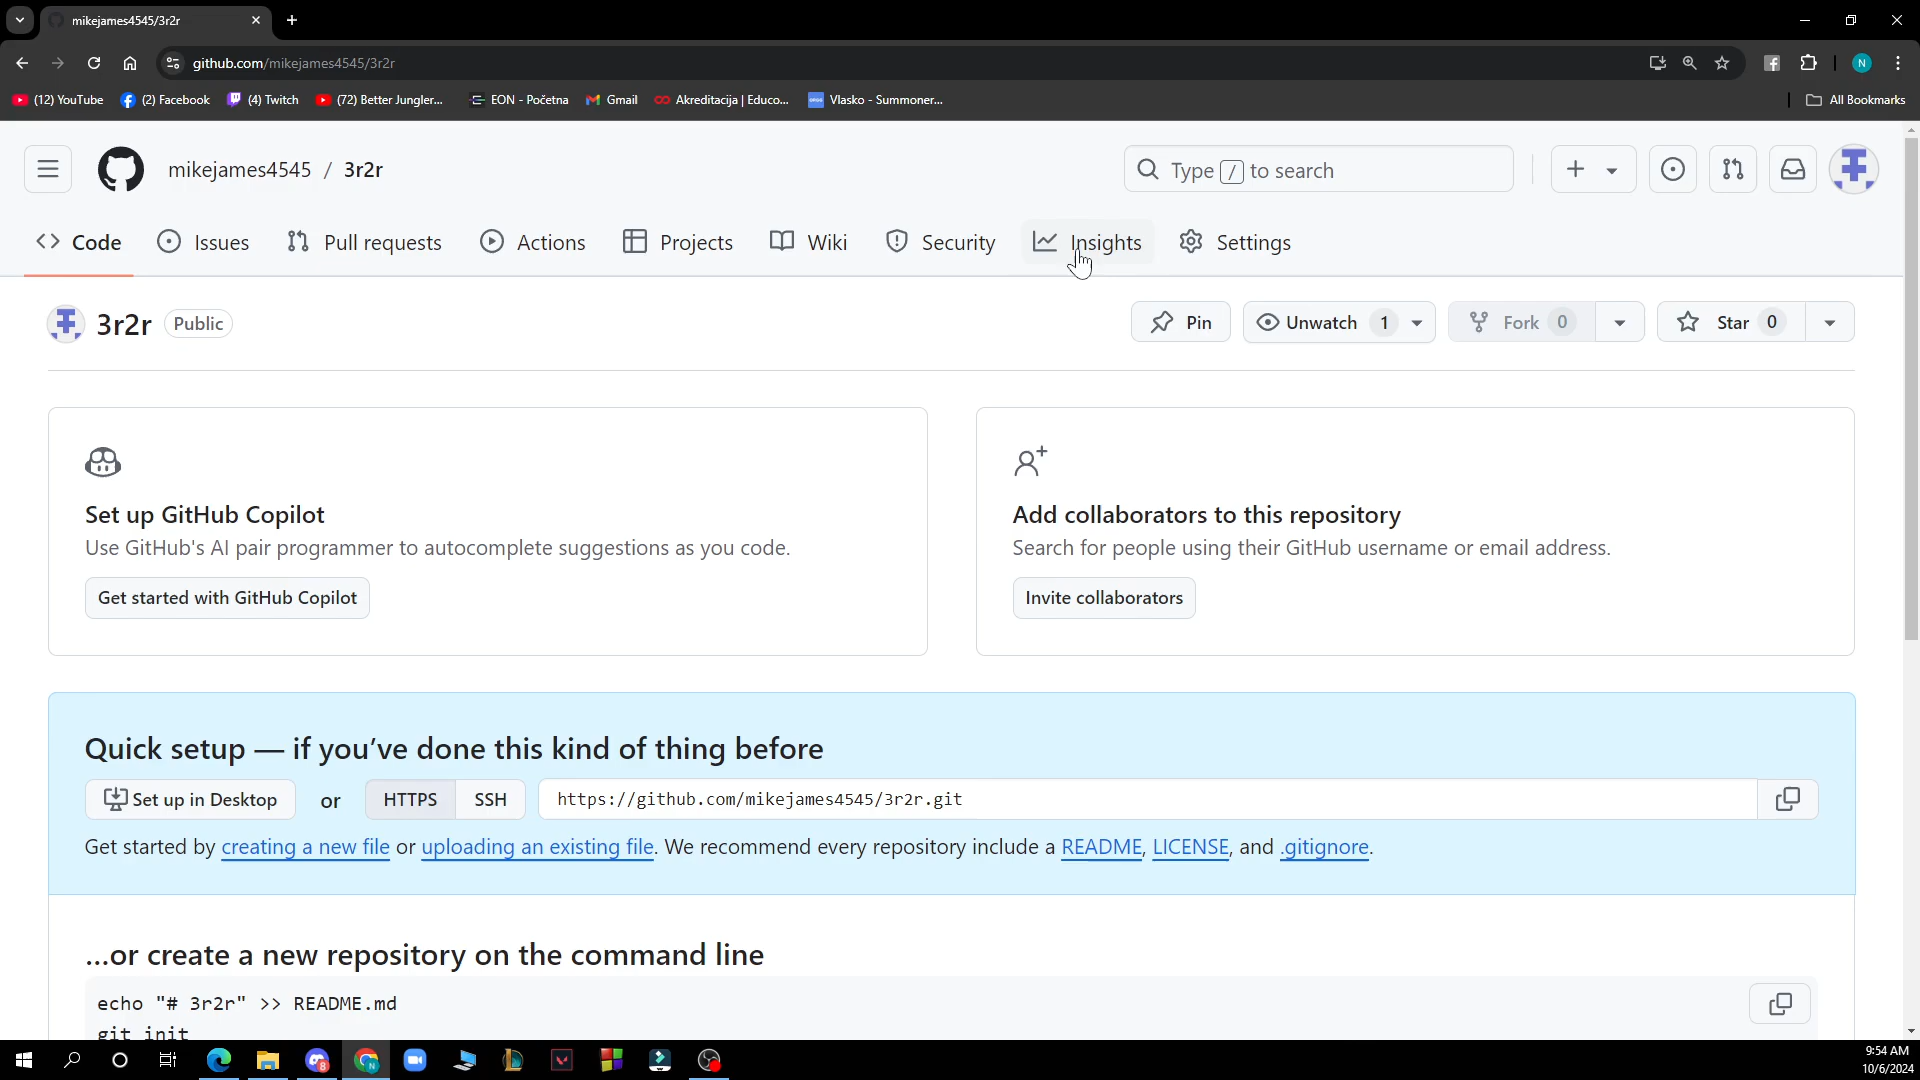 mikejames4545/3r2r
github.com/mikejames4545/3r2r
N
(12) YouTube
(2) Facebook
(4) Twitch
(72) Better Jungler...
EON - Početna
Gmail
Akreditacija | Educo...
Vlasko - Summoner...
All Bookmarks
mikejames4545 / 3r2r
Type / to search
Code
Issues
Pull requests
Actions
Projects
Wiki
Security
Insights
Settings
3r2r Public
Pin
Unwatch 1
Fork 0
Star 0
Set up GitHub Copilot
Use GitHub's AI pair programmer to autocomplete suggestions as you code.
Get started with GitHub Copilot
Add collaborators to this repository
Search for people using their GitHub username or email address.
Invite collaborators
Quick setup — if you've done this kind of thing before
Set up in Desktop or HTTPS SSH https://github.com/mikejames4545/3r2r.git
Get started by creating a new file or uploading an existing file. We recommend every repository include a README, LICENSE, and .gitignore.
...or create a new repository on the command line
echo "# 3r2r" >> README.md
git init
9:54 AM
10/6/2024